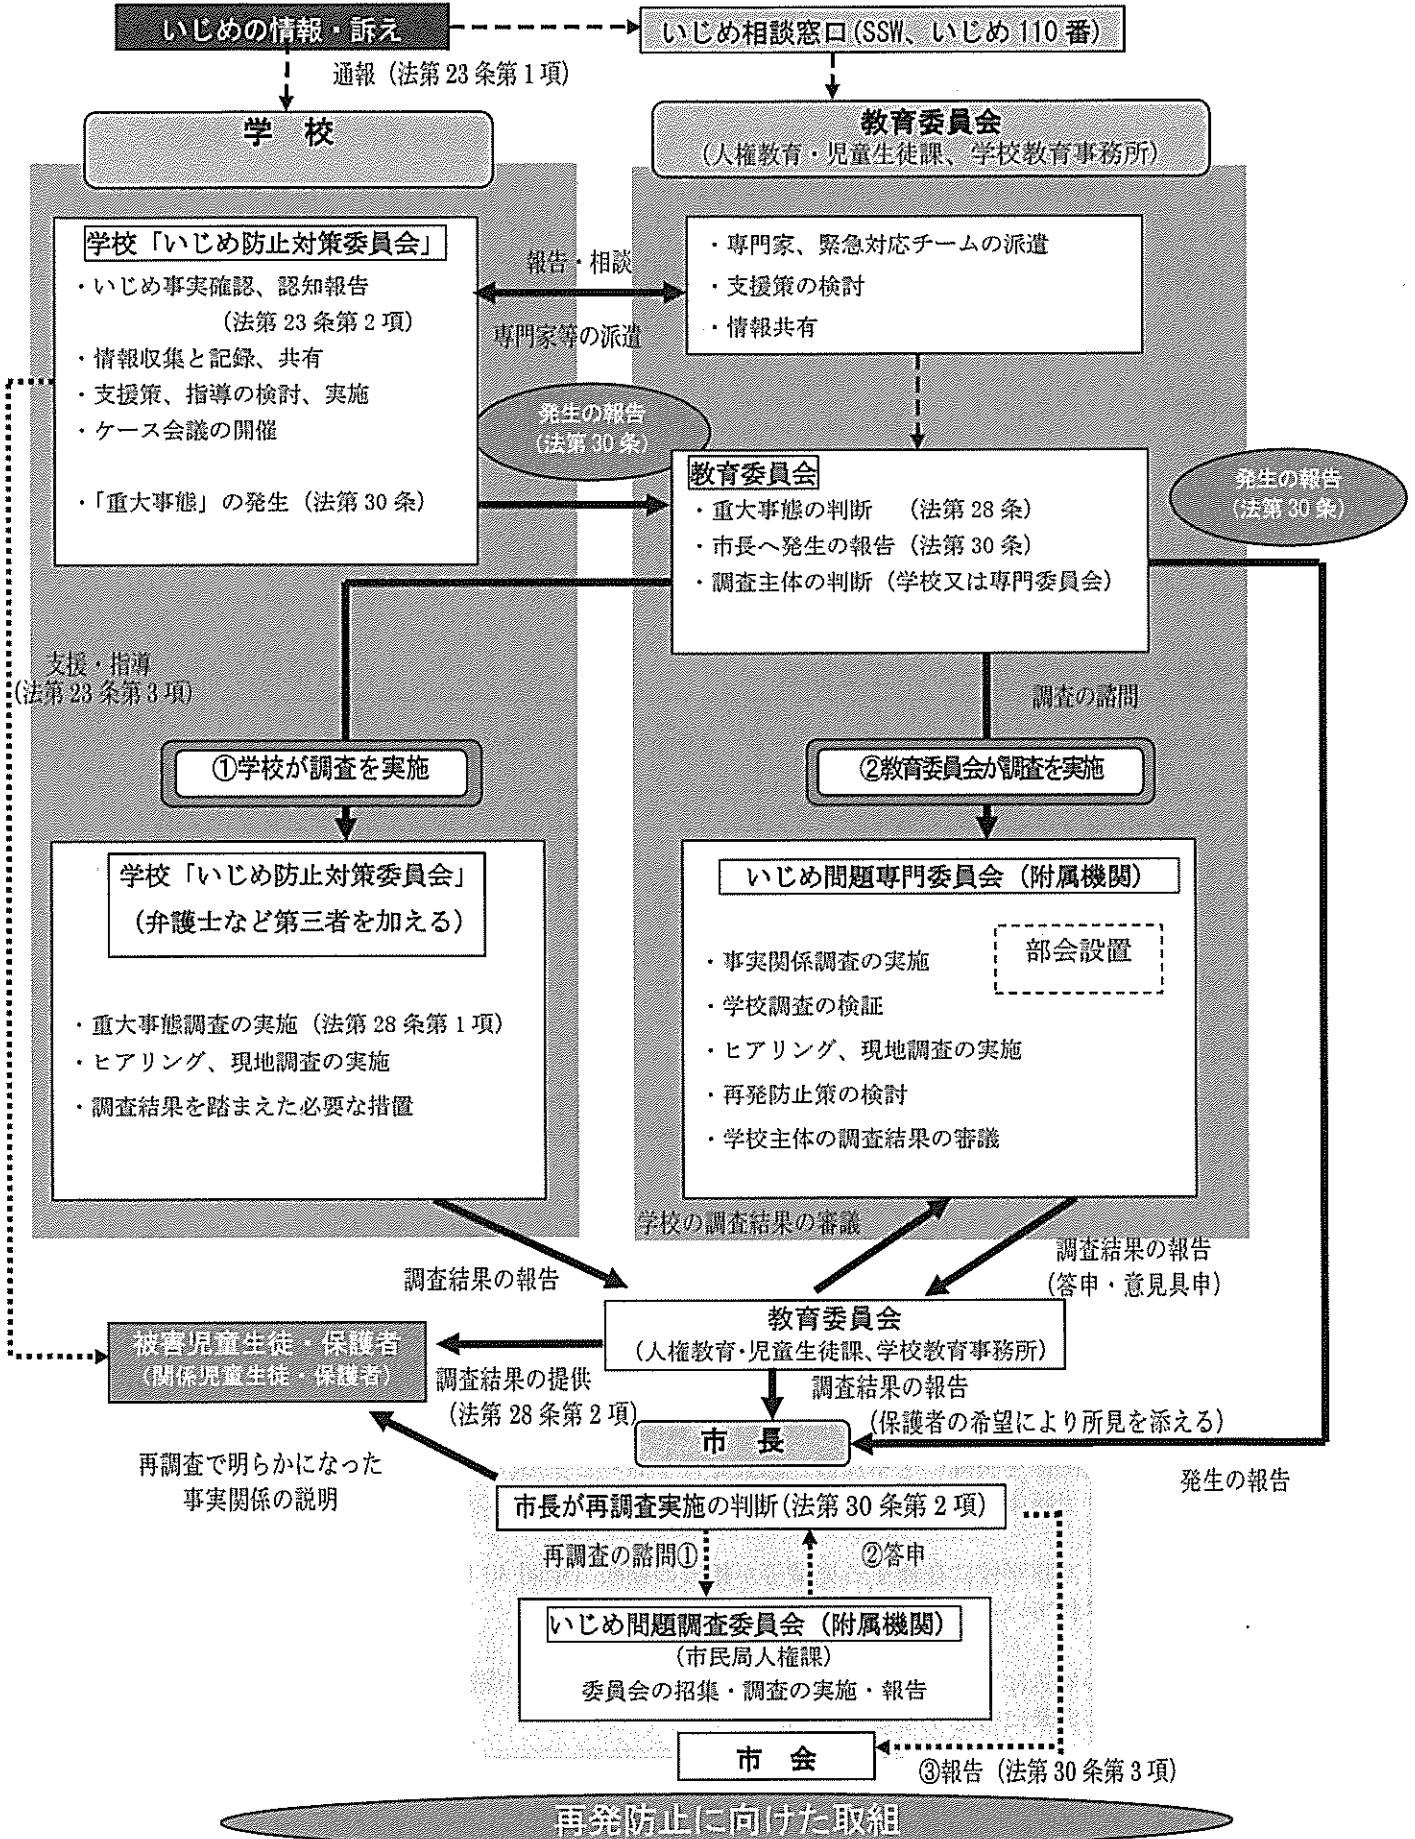 いじめの情報・訴え
いじめ相談窓口(SSW、いじめ110番)
通報(法第23条第1項)
学 校
教育委員会
(人権教育・児童生徒課、学校教育事務所)
学校「いじめ防止対策委員会」
・いじめ事実確認、認知報告
(法第23条第2項)
・情報収集と記録、共有
・支援策、指導の検討、実施
・ケース会議の開催
・「重大事態」の発生(法第30条)
報告・相談
専門家等の派遣
・専門家、緊急対応チームの派遣
・支援策の検討
・情報共有
発生の報告
(法第30条)
教育委員会
・重大事態の判断 (法第28条)
・市長へ発生の報告(法第30条)
・調査主体の判断(学校又は専門委員会)
発生の報告
(法第30条)
支援・指導
(法第23条第3項)
調査の諮問
①学校が調査を実施
②教育委員会が調査を実施
学校「いじめ防止対策委員会」
(弁護士など第三者を加える)
・重大事態調査の実施(法第28条第1項)
・ヒアリング、現地調査の実施
・調査結果を踏まえた必要な措置
いじめ問題専門委員会(附属機関)
部会設置
・事実関係調査の実施
・学校調査の検証
・ヒアリング、現地調査の実施
・再発防止策の検討
・学校主体の調査結果の審議
学校の調査結果の審議
調査結果の報告
調査結果の報告
(答申・意見具申)
教育委員会
(人権教育・児童生徒課、学校教育事務所)
被害児童生徒・保護者
(関係児童生徒・保護者)
調査結果の提供
(法第28条第2項)
調査結果の報告
(保護者の希望により所見を添える)
市 長
発生の報告
再調査で明らかになった
事実関係の説明
市長が再調査実施の判断(法第30条第2項)
再調査の諮問①
②答申
いじめ問題調査委員会(附属機関)
(市民局人権課)
委員会の招集・調査の実施・報告
市 会
③報告(法第30条第3項)
再発防止に向けた取組